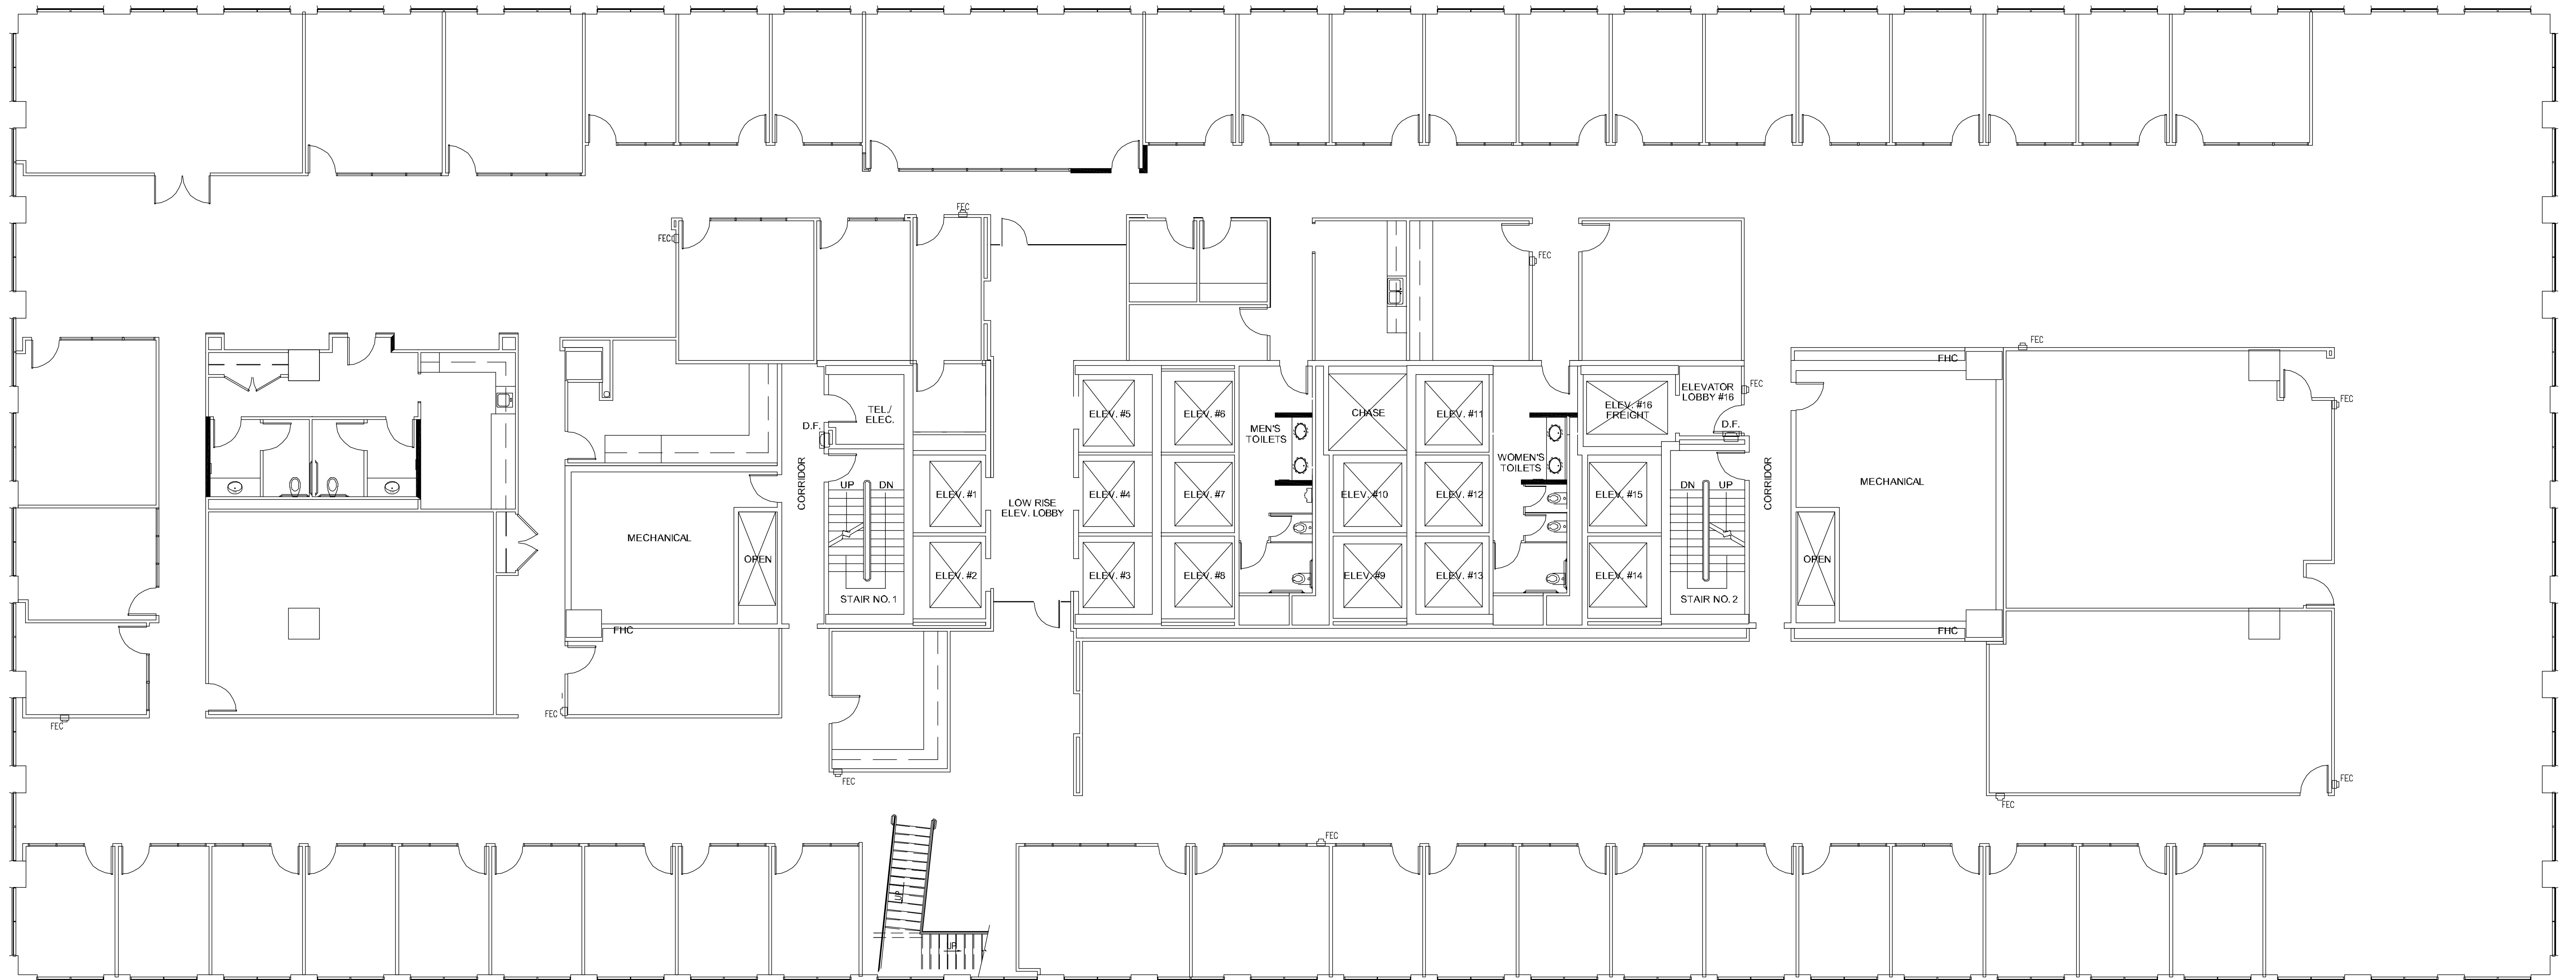 FEC
FEC
FEC
FEC
FHC
FEC
ELEVATOR
LOBBY #16
ELEV. #16
FREIGHT
TEL./
ELEC.
ELEV. #5
ELEV. #6
CHASE
ELEV. #11
FEC
D.F.
D.F.
MEN'S
TOILETS
WOMEN'S
TOILETS
CORRIDOR
CORRIDOR
MECHANICAL
UP
DN
DN
UP
ELEV. #1
LOW RISE
ELEV. LOBBY
ELEV. #4
ELEV. #7
ELEV. #10
ELEV. #12
ELEV. #15
MECHANICAL
OPEN
OPEN
ELEV. #2
ELEV. #3
ELEV. #8
ELEV. #9
ELEV. #13
ELEV. #14
STAIR NO. 1
STAIR NO. 2
FHC
FHC
FEC
FEC
FEC
FEC
FEC
FEC
UP
UP